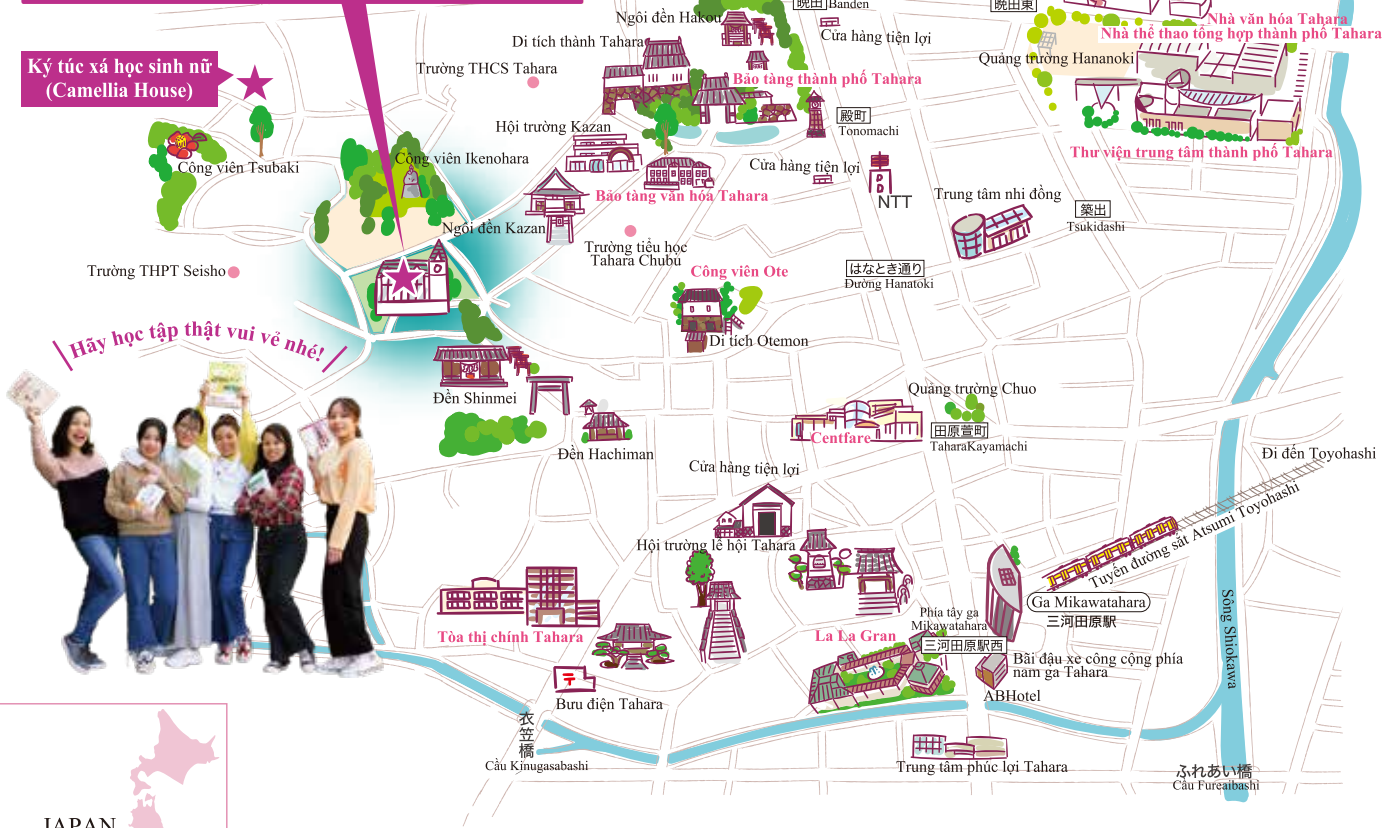 晩田
Banden
晩田東
Ngôi đền Hakou
Cửa hàng tiện lợi
Nhà văn hóa Tahara
Nhà thể thao tổng hợp thành phố Tahara
Di tích thành Tahara
Quảng trường Hananoki
Ký túc xá học sinh nữ
(Camellia House)
Trường THCS Tahara
Bảo tàng thành phố Tahara
殿町
Tonomachi
Hội trường Kazan
Thư viện trung tâm thành phố Tahara
Công viên Tsubaki
Công viên Ikenohara
Cửa hàng tiện lợi
NTT
Bảo tàng văn hóa Tahara
Trung tâm nhi đồng
築出
Tsukidashi
Ngôi đền Kazan
Trường tiểu học
Tahara Chubu
Trường THPT Seisho
Công viên Ote
はなとき通り
Đường Hanatoki
Hãy học tập thật vui vẻ nhé!
Di tích Otemon
Đền Shinmei
Quảng trường Chuo
Centfare
田原萱町
TaharaKayamachi
Đền Hachiman
Cửa hàng tiện lợi
Đi đến Toyohashi
Tuyến đường sắt Atsumi Toyohashi
Hội trường lễ hội Tahara
Ga Mikawatahara
三河田原駅
Sông Shiokawa
Tòa thị chính Tahara
La La Gran
Phía tây ga
Mikawatahara
三河田原駅西
Bãi đậu xe công cộng phía
nam ga Tahara
ABHotel
〒
Bưu điện Tahara
衣笠橋
Cầu Kinugasabashi
Trung tâm phúc lợi Tahara
ふれあい橋
Cầu Fureaibashi
JAPAN